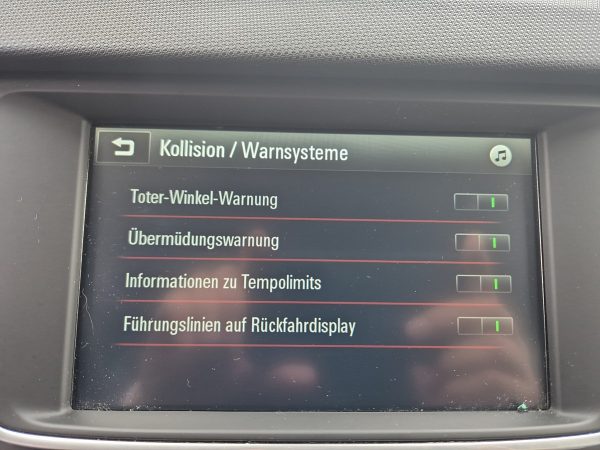 Kollision / Warnsysteme
Toter-Winkel-Warnung
Übermüdungswarnung
Informationen zu Tempolimits
Führungslinien auf Rückfahrdisplay